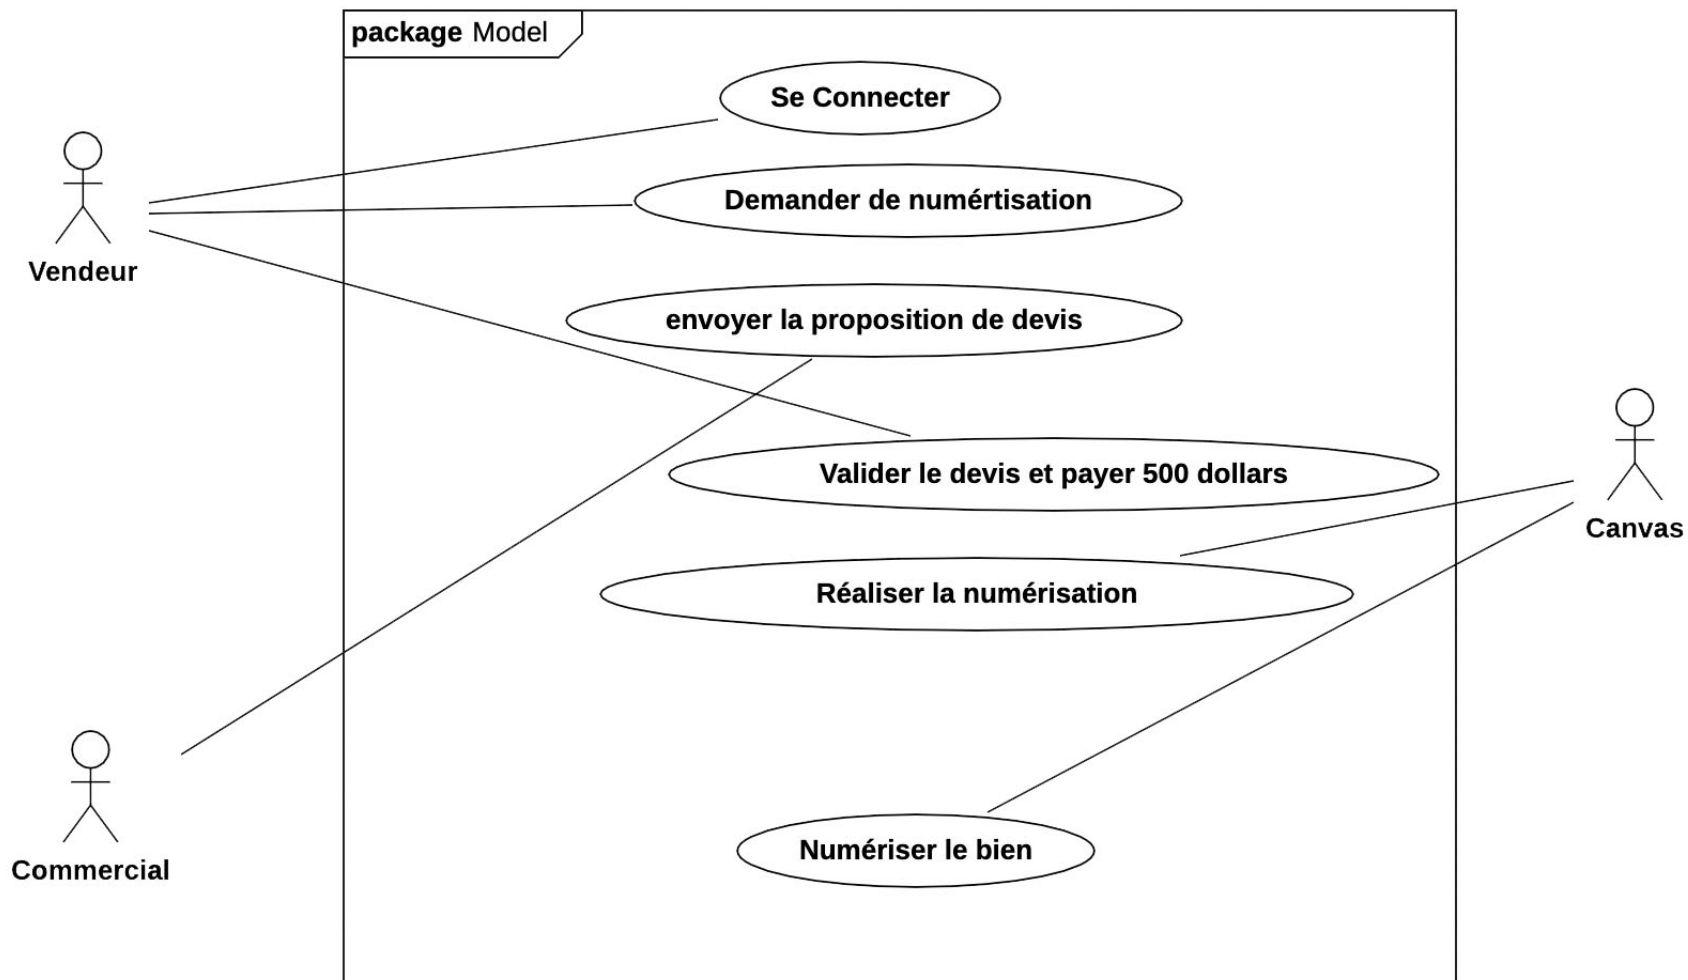 package Model
Se Connecter
Demander de numértisation
Vendeur
envoyer la proposition de devis
Valider le devis et payer 500 dollars
Canvas
Réaliser la numérisation
Numériser le bien
Commercial